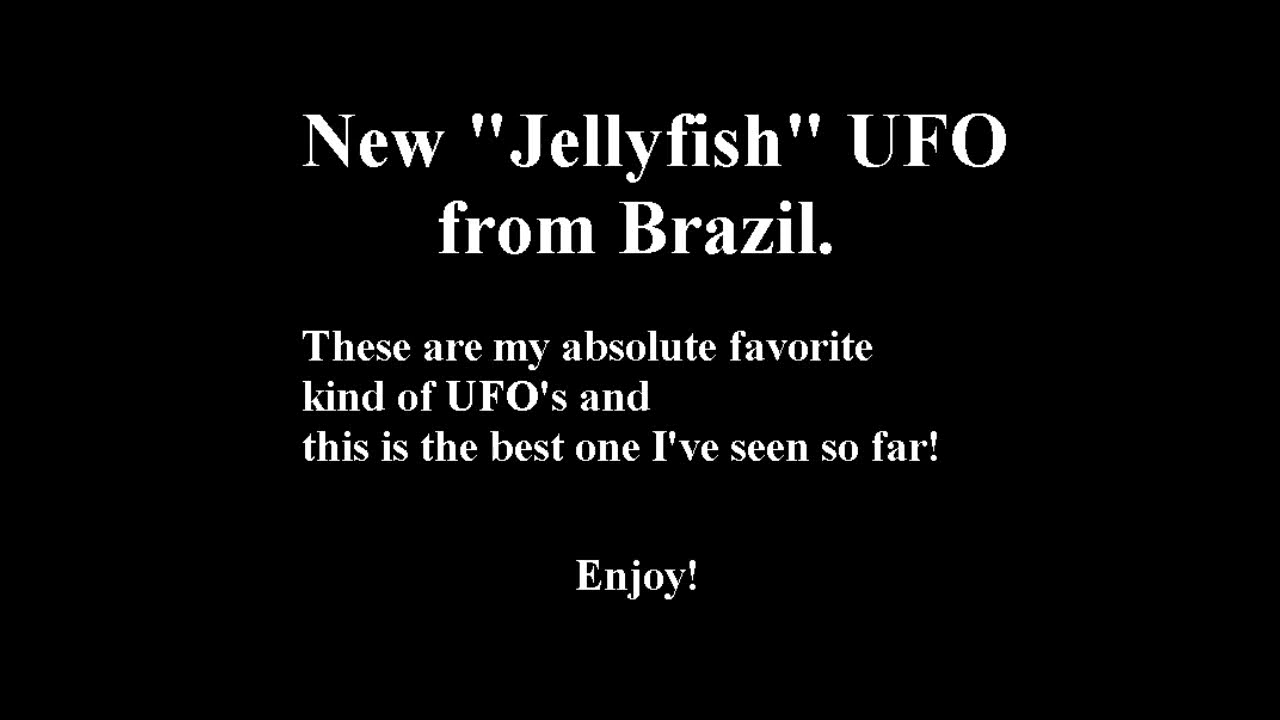 New "Jellyfish" UFO
from Brazil.
These are my absolute favorite
kind of UFO's and
this is the best one I've seen so far!
Enjoy!